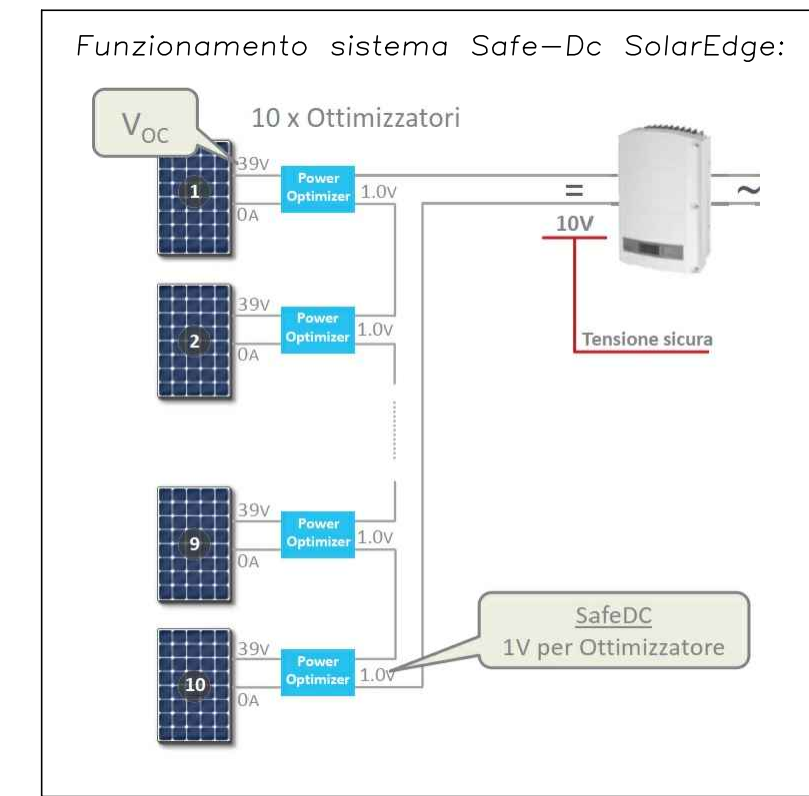 Funzionamento sistema Safe-Dc SolarEdge:
V_OC
10 x Ottimizzatori
39V
1
Power
Optimizer
1.0V
0A
=
~
10V
Tensione sicura
39V
2
Power
Optimizer
1.0V
0A
39V
9
Power
Optimizer
1.0V
0A
SafeDC
1V per Ottimizzatore
39V
10
Power
Optimizer
1.0V
0A